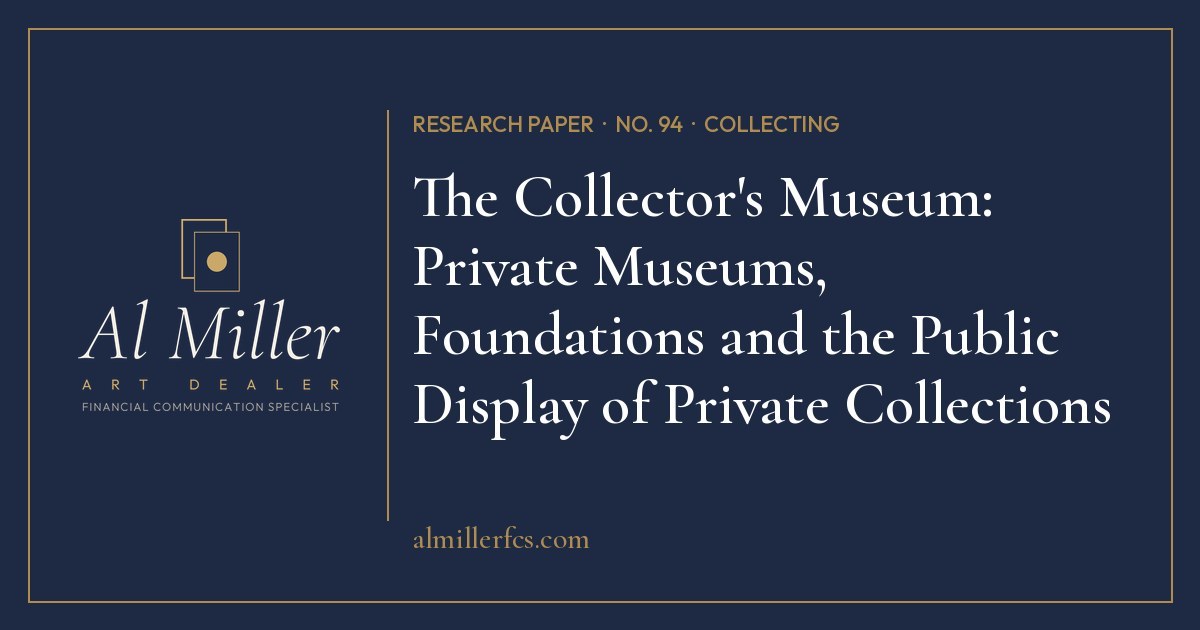 Al Miller
ART DEALER
FINANCIAL COMMUNICATION SPECIALIST
RESEARCH PAPER · NO. 94 · COLLECTING
The Collector's Museum:
Private Museums,
Foundations and the Public
Display of Private Collections
almillerfcs.com